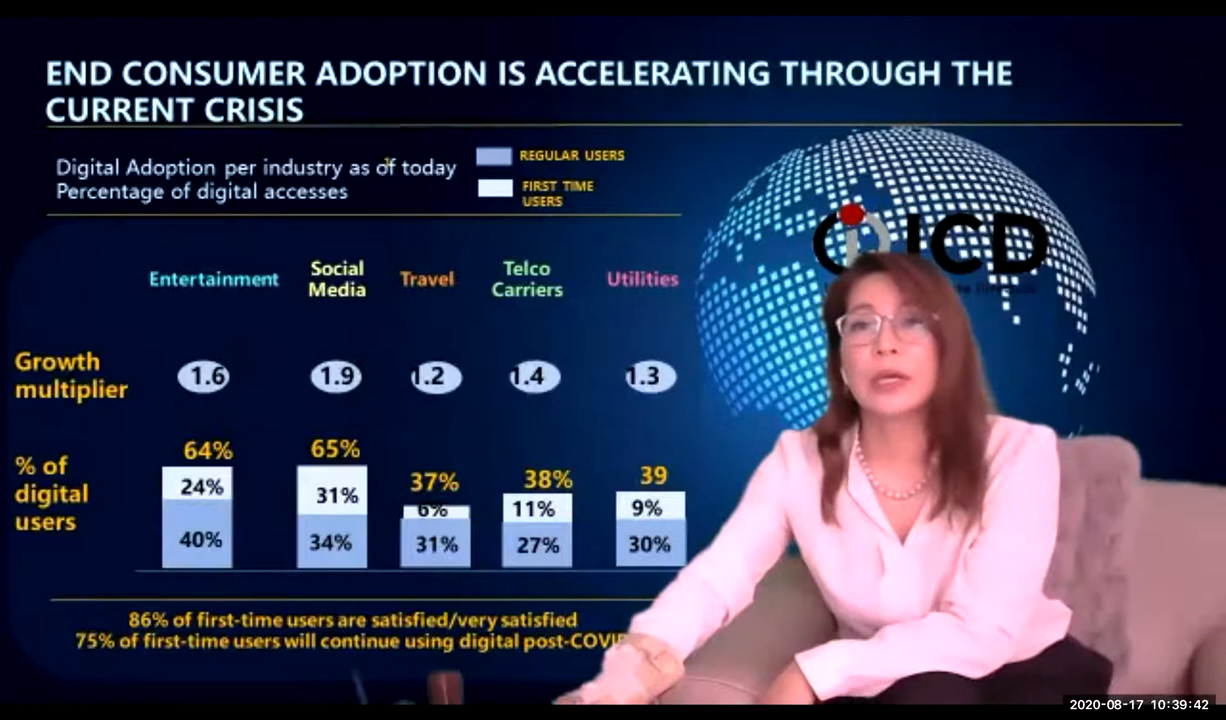 END CONSUMER ADOPTION IS ACCELERATING THROUGH THE
CURRENT CRISIS
Digital Adoption per industry as of today
Percentage of digital accesses
REGULAR USERS
FIRST TIME
USERS
ICD
Entertainment
Social
Media
Travel
Telco
Carriers
Utilities
Growth
multiplier
1.6
1.9
1.2
1.4
1.3
% of
digital
users
64%
65%
37%
38%
39
24%
31%
6%
11%
9%
40%
34%
31%
27%
30%
86% of first-time users are satisfied/very satisfied
75% of first-time users will continue using digital
2020-08-17 10:39:42